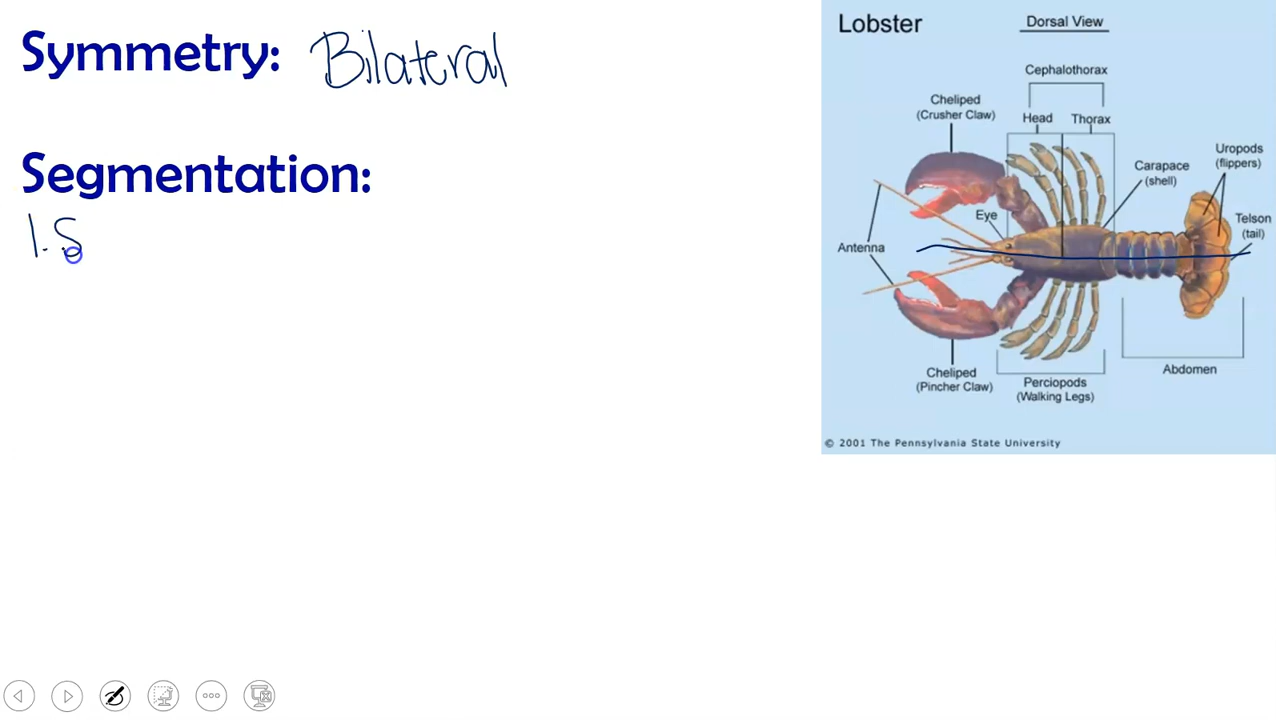 Symmetry: Bilateral
Segmentation:
1. S
Lobster
Dorsal View
Cephalothorax
Head
Thorax
Cheliped
(Crusher Claw)
Carapace
(shell)
Uropods
(flippers)
Telson
(tail)
Eye
Antenna
Cheliped
(Pincher Claw)
Perciopods
(Walking Legs)
Abdomen
© 2001 The Pennsylvania State University